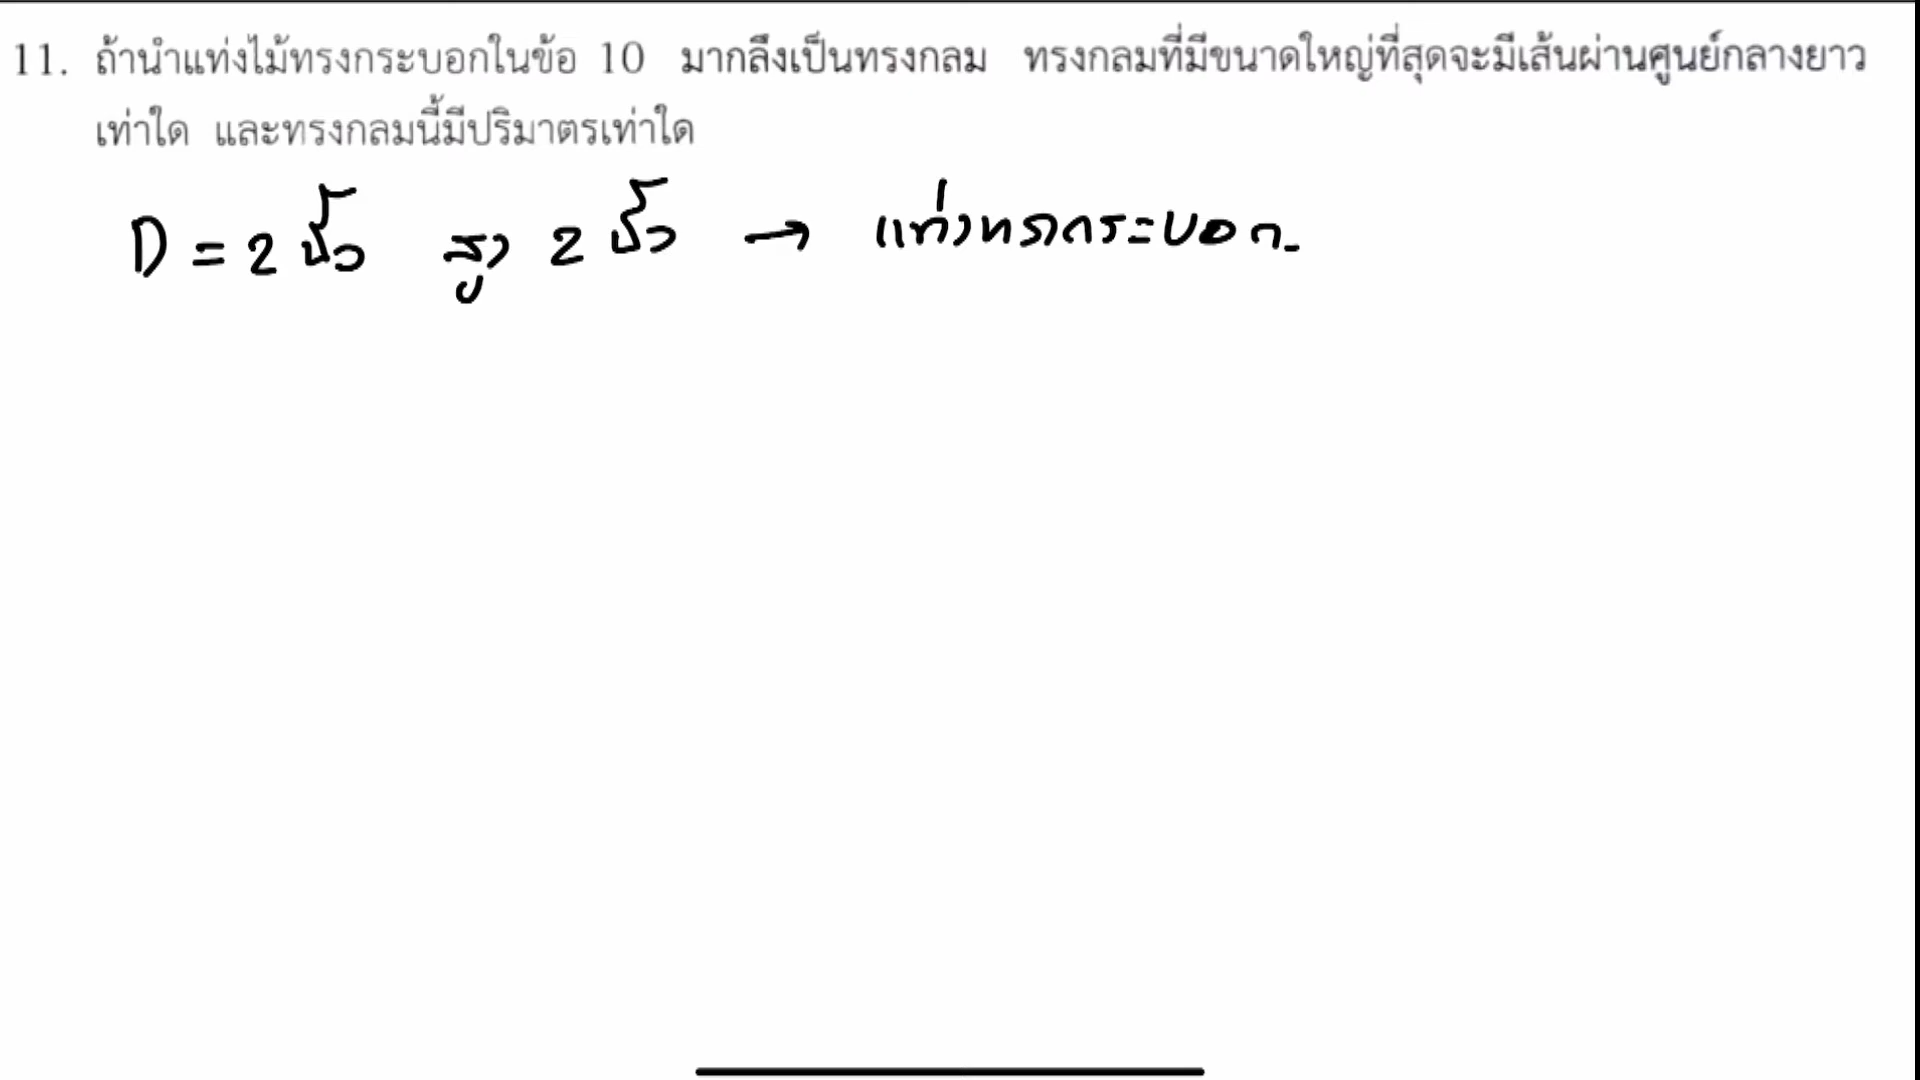 11. ถ้านำแท่งไม้ทรงกระบอกในข้อ 10 มากลึงเป็นทรงกลม ทรงกลมที่มีขนาดใหญ่ที่สุดจะมีเส้นผ่านศูนย์กลางยาว
เท่าใด และทรงกลมนี้มีปริมาตรเท่าใด
D = 2 นิ้ว สูง 2 นิ้ว → แท่งทรงกระบอก